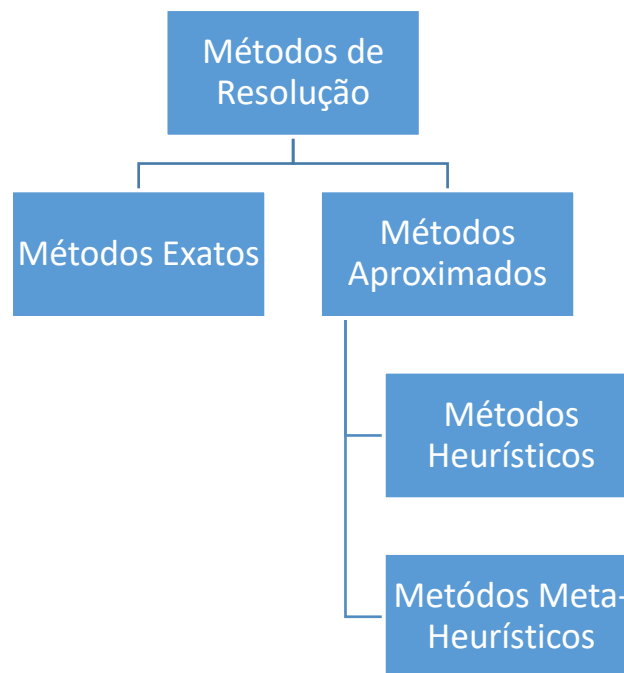 Métodos de
Resolução
Métodos Exatos
Métodos
Aproximados
Métodos
Heurísticos
Metódos Meta-
Heurísticos